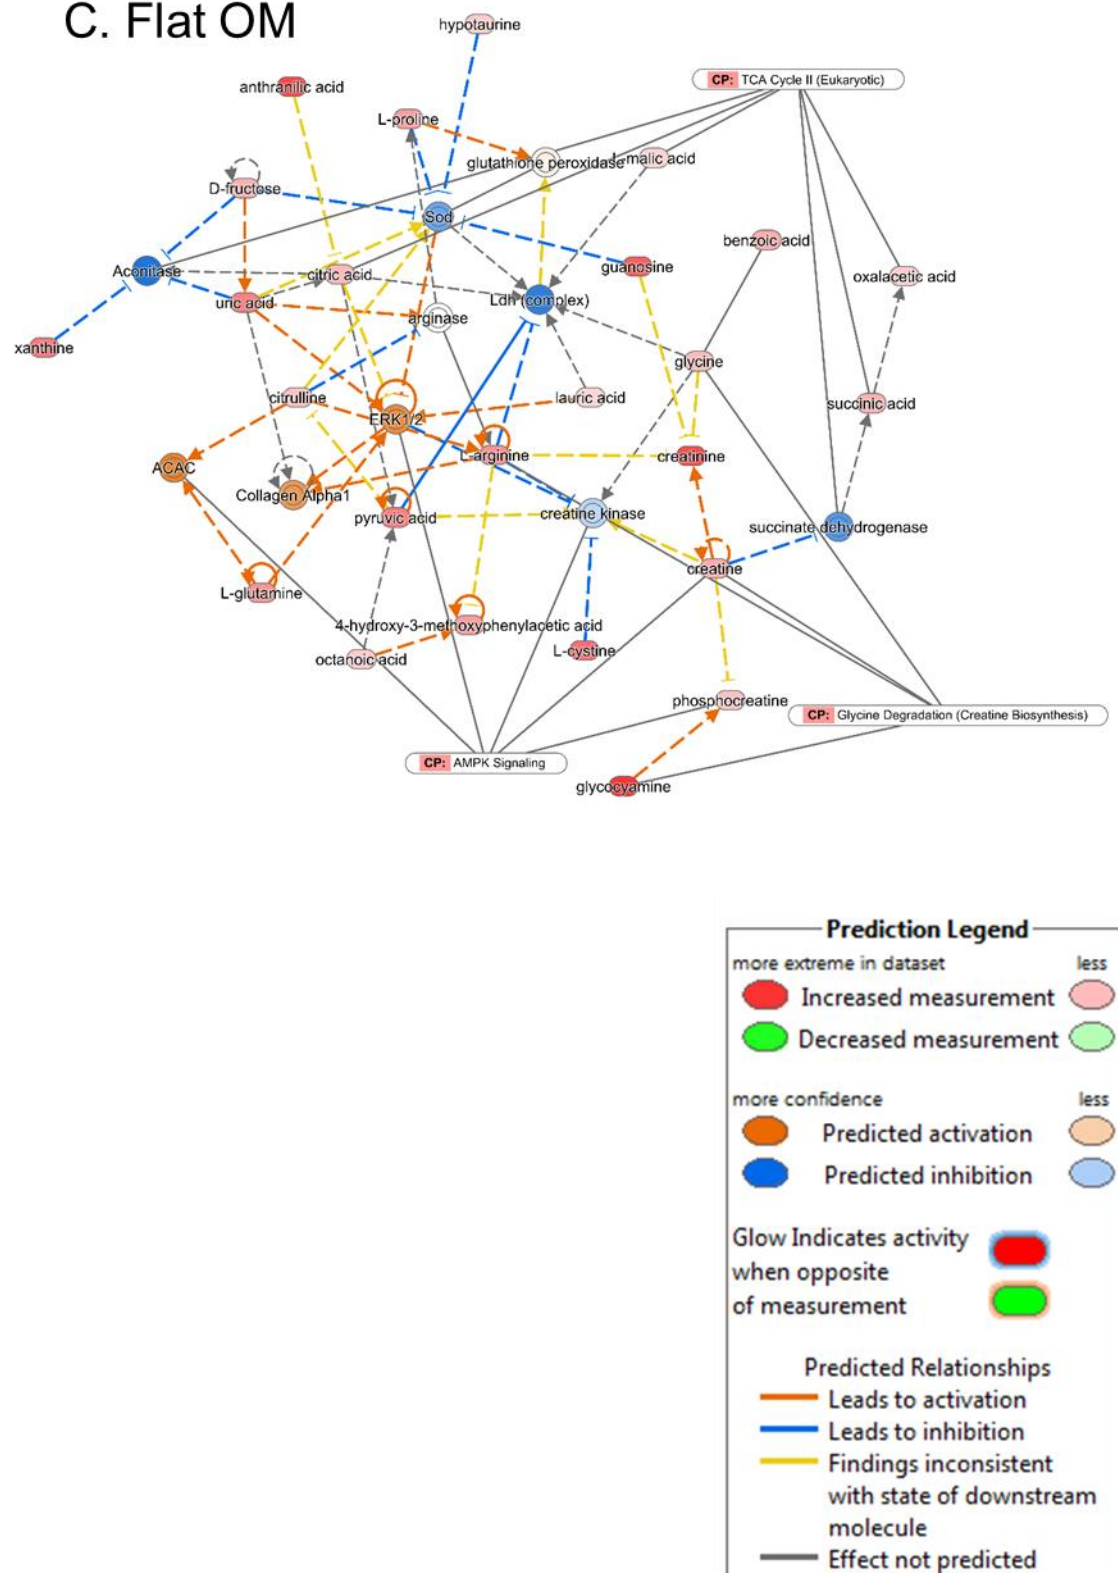 C. Flat OM
hypotaurine
CP: TCA Cycle II (Eukaryotic)
anthranilic acid
L-proline
glutathione peroxidase
l-malic acid
D-fructose
Sod
benzoic acid
guanosine
Aconitase
citric acid
oxalacetic acid
uric acid
Ldh (complex)
arginase
xanthine
glycine
citrulline
lauric acid
succinic acid
ERK1/2
L-arginine
creatinine
ACAC
Collagen Alpha1
pyruvic acid
creatine kinase
succinate dehydrogenase
creatine
L-glutamine
4-hydroxy-3-methoxyphenylacetic acid
L-cystine
octanoic acid
phosphocreatine
CP: Glycine Degradation (Creatine Biosynthesis)
CP: AMPK Signaling
glycocyamine
Prediction Legend
more extreme in dataset less
Increased measurement
Decreased measurement
more confidence less
Predicted activation
Predicted inhibition
Glow Indicates activity
when opposite
of measurement
Predicted Relationships
Leads to activation
Leads to inhibition
Findings inconsistent
with state of downstream
molecule
Effect not predicted